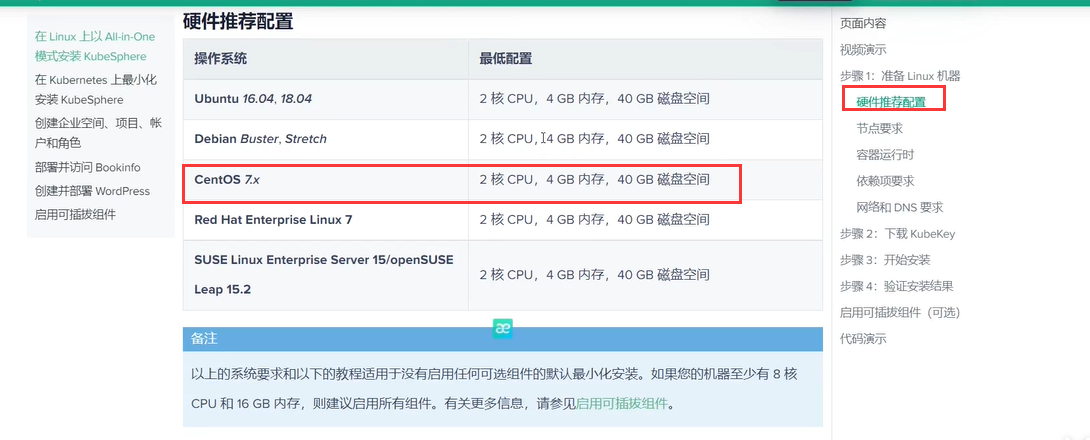 在 Linux 上以 All-in-One
模式安装 KubeSphere
在 Kubernetes 上最小化
安装 KubeSphere
创建企业空间、项目、帐
户和角色
部署并访问 Bookinfo
创建并部署 WordPress
启用可插拔组件
硬件推荐配置
操作系统 最低配置
Ubuntu 16.04, 18.04 2 核 CPU，4 GB 内存，40 GB 磁盘空间
Debian Buster, Stretch 2 核 CPU，4 GB 内存，40 GB 磁盘空间
CentOS 7.x 2 核 CPU，4 GB 内存，40 GB 磁盘空间
Red Hat Enterprise Linux 7 2 核 CPU，4 GB 内存，40 GB 磁盘空间
SUSE Linux Enterprise Server 15/openSUSE
Leap 15.2 2 核 CPU，4 GB 内存，40 GB 磁盘空间
备注
以上的系统要求和以下的教程适用于没有启用任何可选组件的默认最小化安装。如果您的机器至少有 8 核
CPU 和 16 GB 内存，则建议启用所有组件。有关更多信息，请参见启用可插拔组件。
页面内容
视频演示
步骤 1：准备 Linux 机器
硬件推荐配置
节点要求
容器运行时
依赖项要求
网络和 DNS 要求
步骤 2：下载 KubeKey
步骤 3：开始安装
步骤 4：验证安装结果
启用可插拔组件（可选）
代码演示